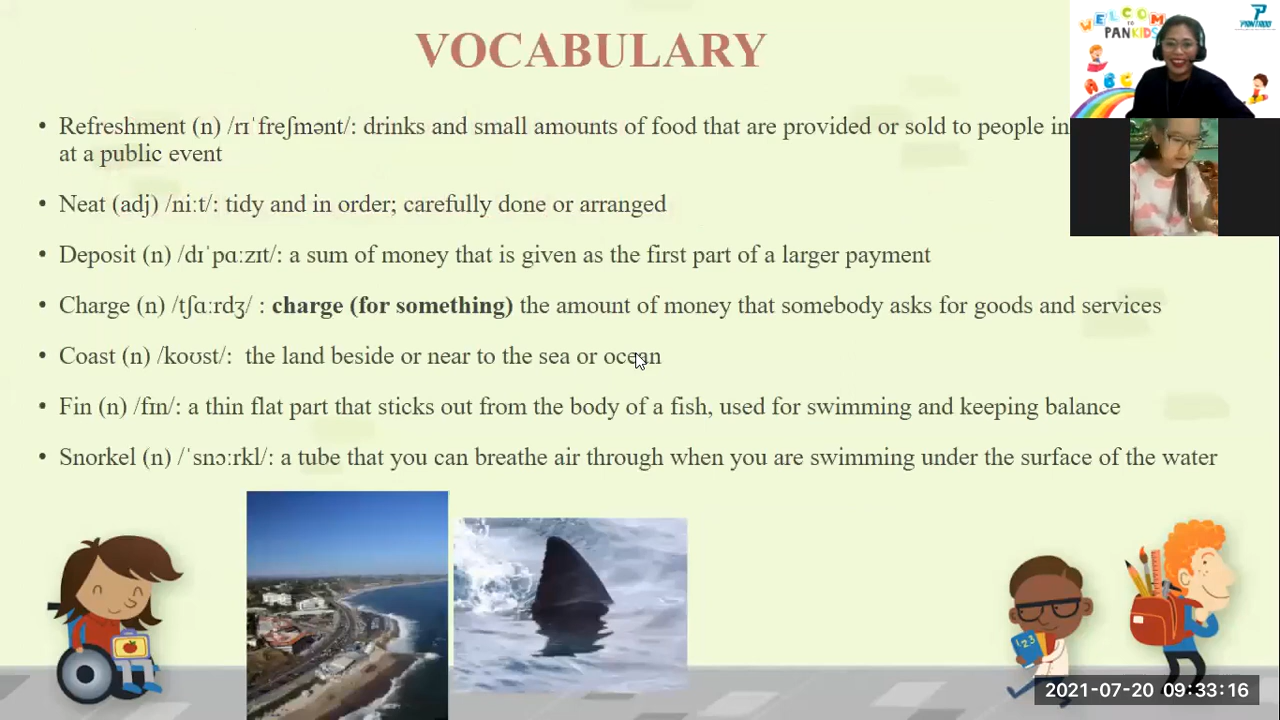 VOCABULARY
• Refreshment (n) /rɪˈfreʃmənt/: drinks and small amounts of food that are provided or sold to people in
at a public event
• Neat (adj) /niːt/: tidy and in order; carefully done or arranged
• Deposit (n) /dɪˈpɑːzɪt/: a sum of money that is given as the first part of a larger payment
• Charge (n) /tʃɑːrdʒ/ : charge (for something) the amount of money that somebody asks for goods and services
• Coast (n) /koʊst/:  the land beside or near to the sea or ocean
• Fin (n) /fɪn/: a thin flat part that sticks out from the body of a fish, used for swimming and keeping balance
• Snorkel (n) /ˈsnɔːrkl/: a tube that you can breathe air through when you are swimming under the surface of the water
WELCOM
TO
PANKIDS
ABC
123
2021-07-20 09:33:16